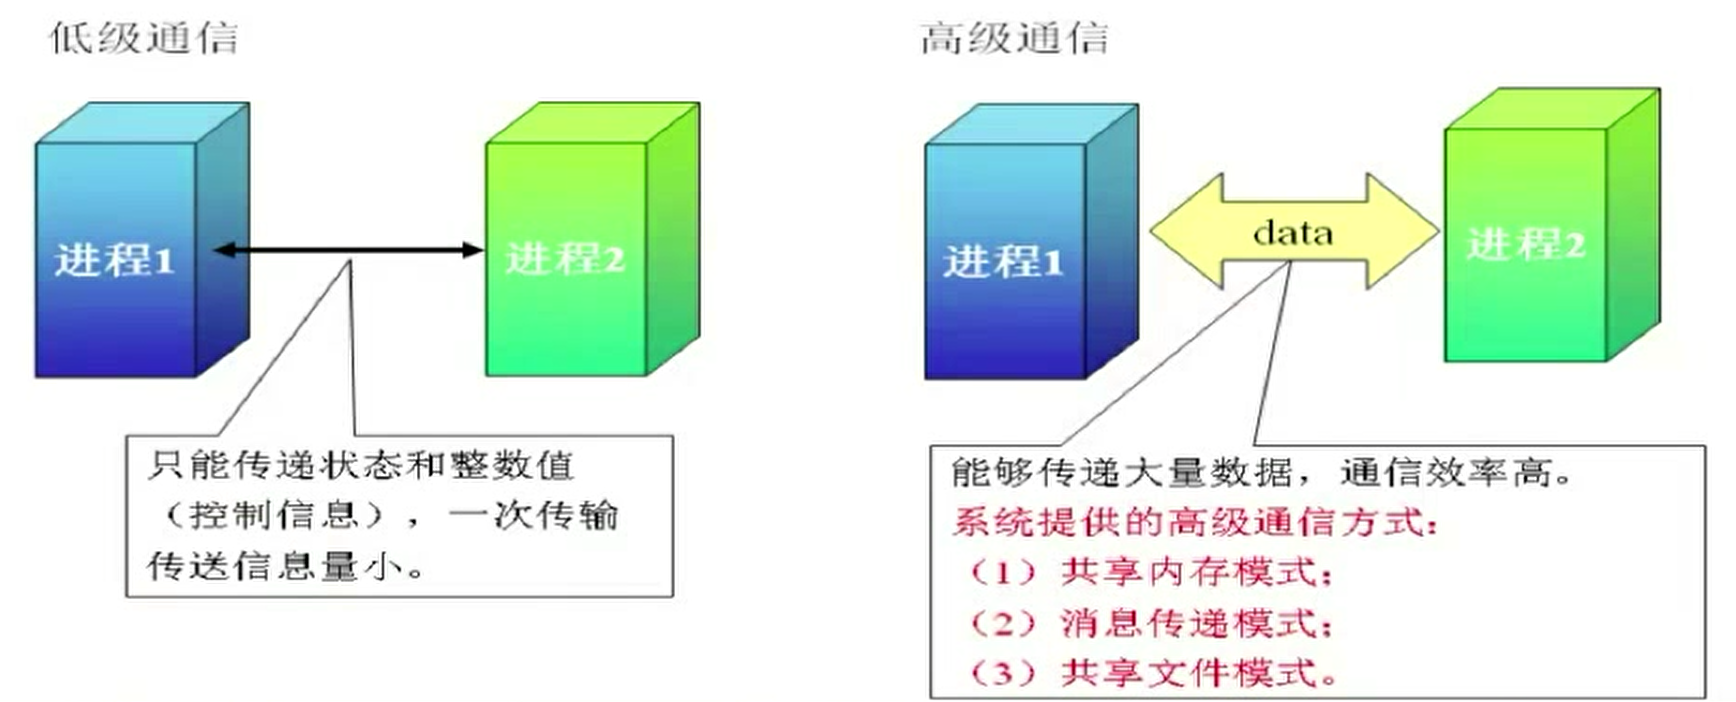 低级通信
进程1
进程2
只能传递状态和整数值
（控制信息），一次传输
传送信息量小。
高级通信
进程1
data
进程2
能够传递大量数据，通信效率高。
系统提供的高级通信方式：
（1）共享内存模式；
（2）消息传递模式；
（3）共享文件模式。